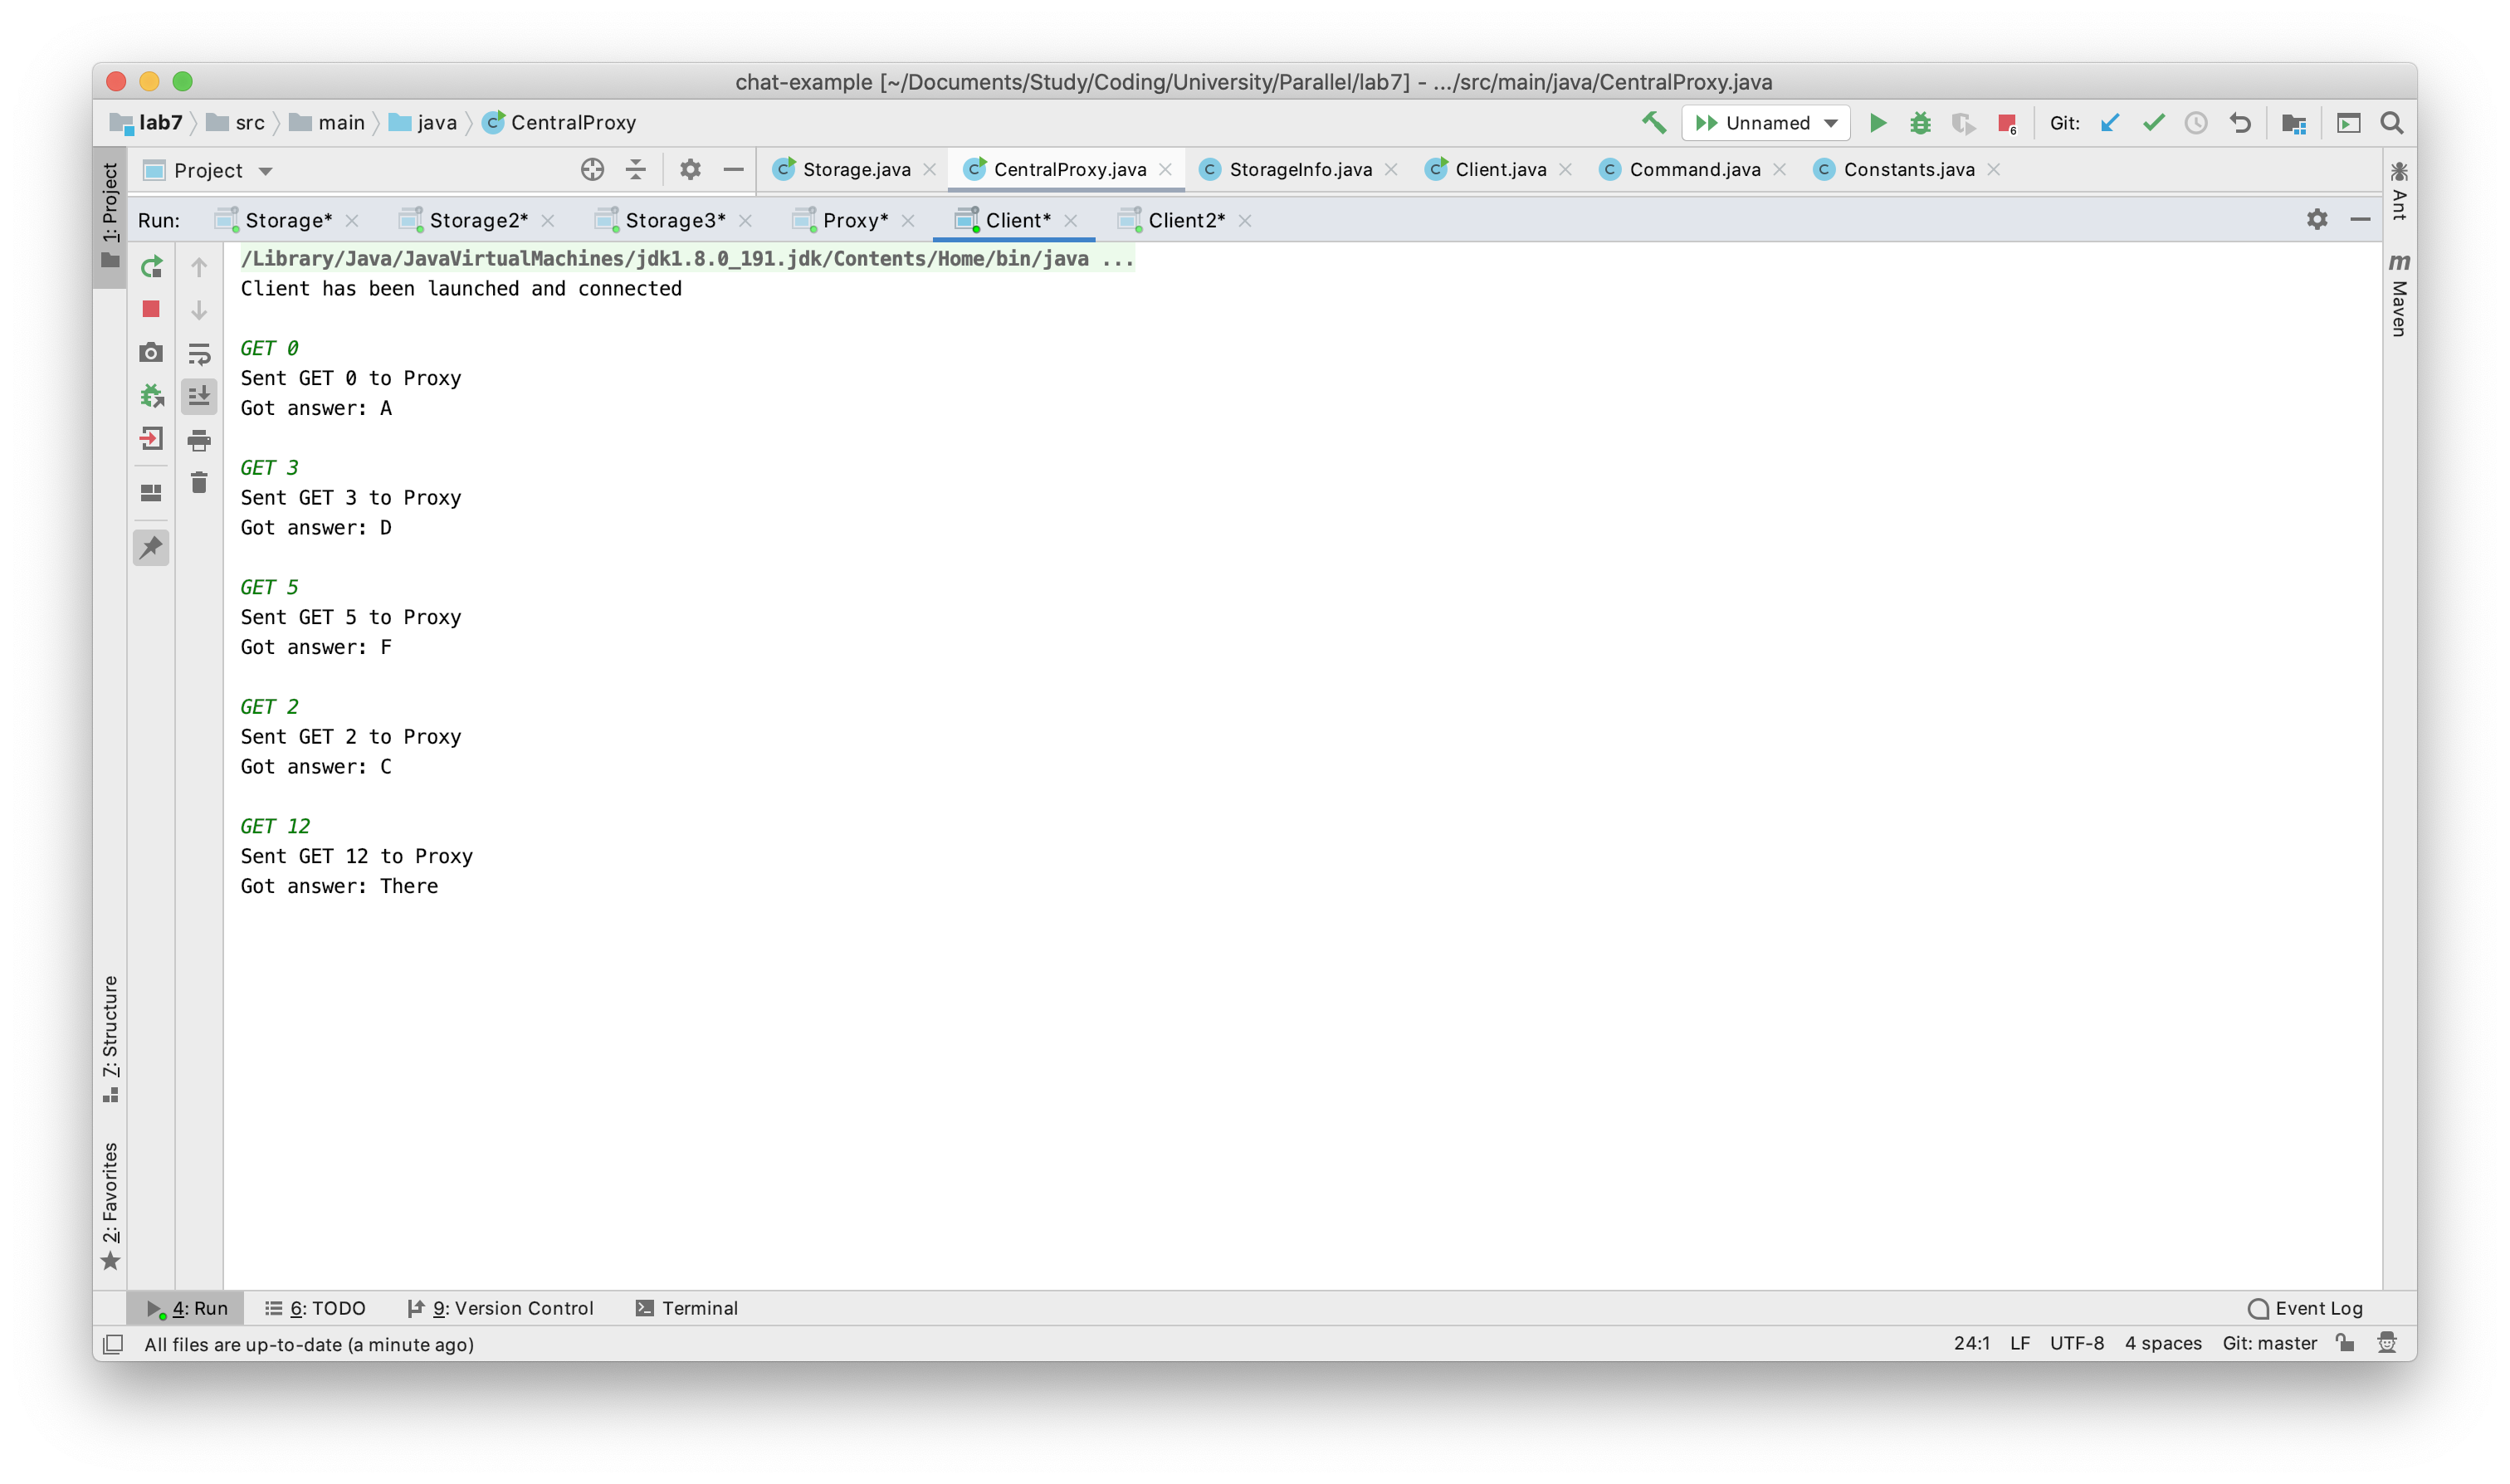 chat-example [~/Documents/Study/Coding/University/Parallel/lab7] - .../src/main/java/CentralProxy.java
lab7 src main java CentralProxy Unnamed 6 Git:
Project Storage.java CentralProxy.java StorageInfo.java Client.java Command.java Constants.java
Run: Storage* Storage2* Storage3* Proxy* Client* Client2*
1: Project
Ant
Maven
/Library/Java/JavaVirtualMachines/jdk1.8.0_191.jdk/Contents/Home/bin/java ...
Client has been launched and connected
GET 0
Sent GET 0 to Proxy
Got answer: A
GET 3
Sent GET 3 to Proxy
Got answer: D
GET 5
Sent GET 5 to Proxy
Got answer: F
GET 2
Sent GET 2 to Proxy
Got answer: C
GET 12
Sent GET 12 to Proxy
Got answer: There
7: Structure
2: Favorites
4: Run 6: TODO 9: Version Control Terminal Event Log
All files are up-to-date (a minute ago) 24:1 LF UTF-8 4 spaces Git: master